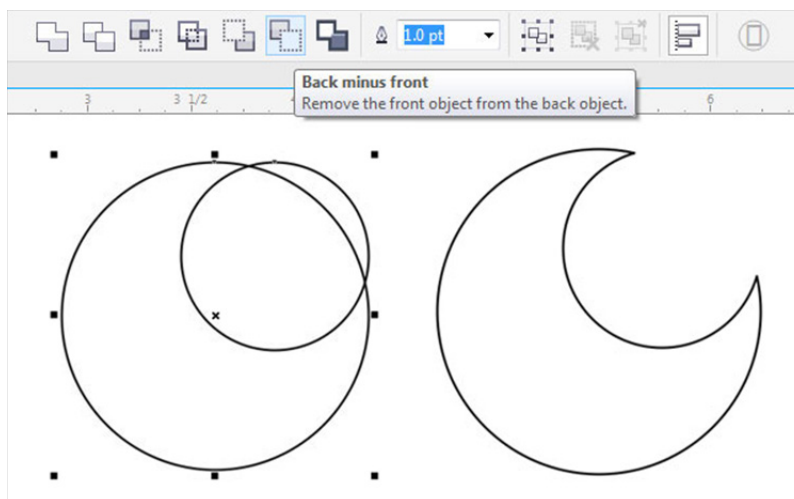 1.0 pt
Back minus front
Remove the front object from the back object.
3 3 1/2 4 6